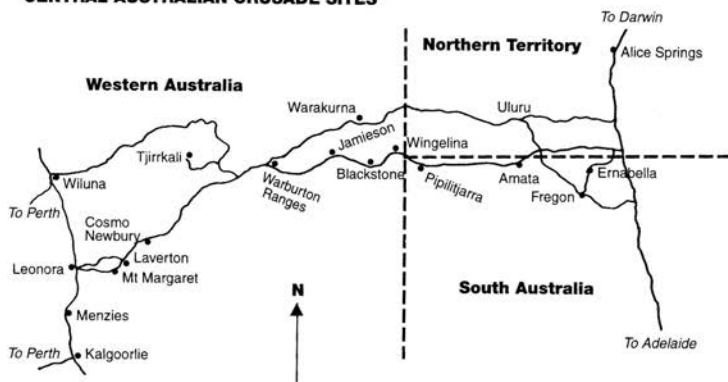 CENTRAL AUSTRALIAN CRUSADE SITES
To Darwin
Northern Territory
Alice Springs
Western Australia
Warakurna
Uluru
Tjirrkali
Jamieson
Wingelina
Wiluna
Warburton
Ranges
Blackstone
Pipilitjarra
Amata
Ernabella
Fregon
To Perth
Cosmo
Newbury
Laverton
Leonora
Mt Margaret
N
South Australia
Menzies
To Perth
Kalgoorlie
To Adelaide